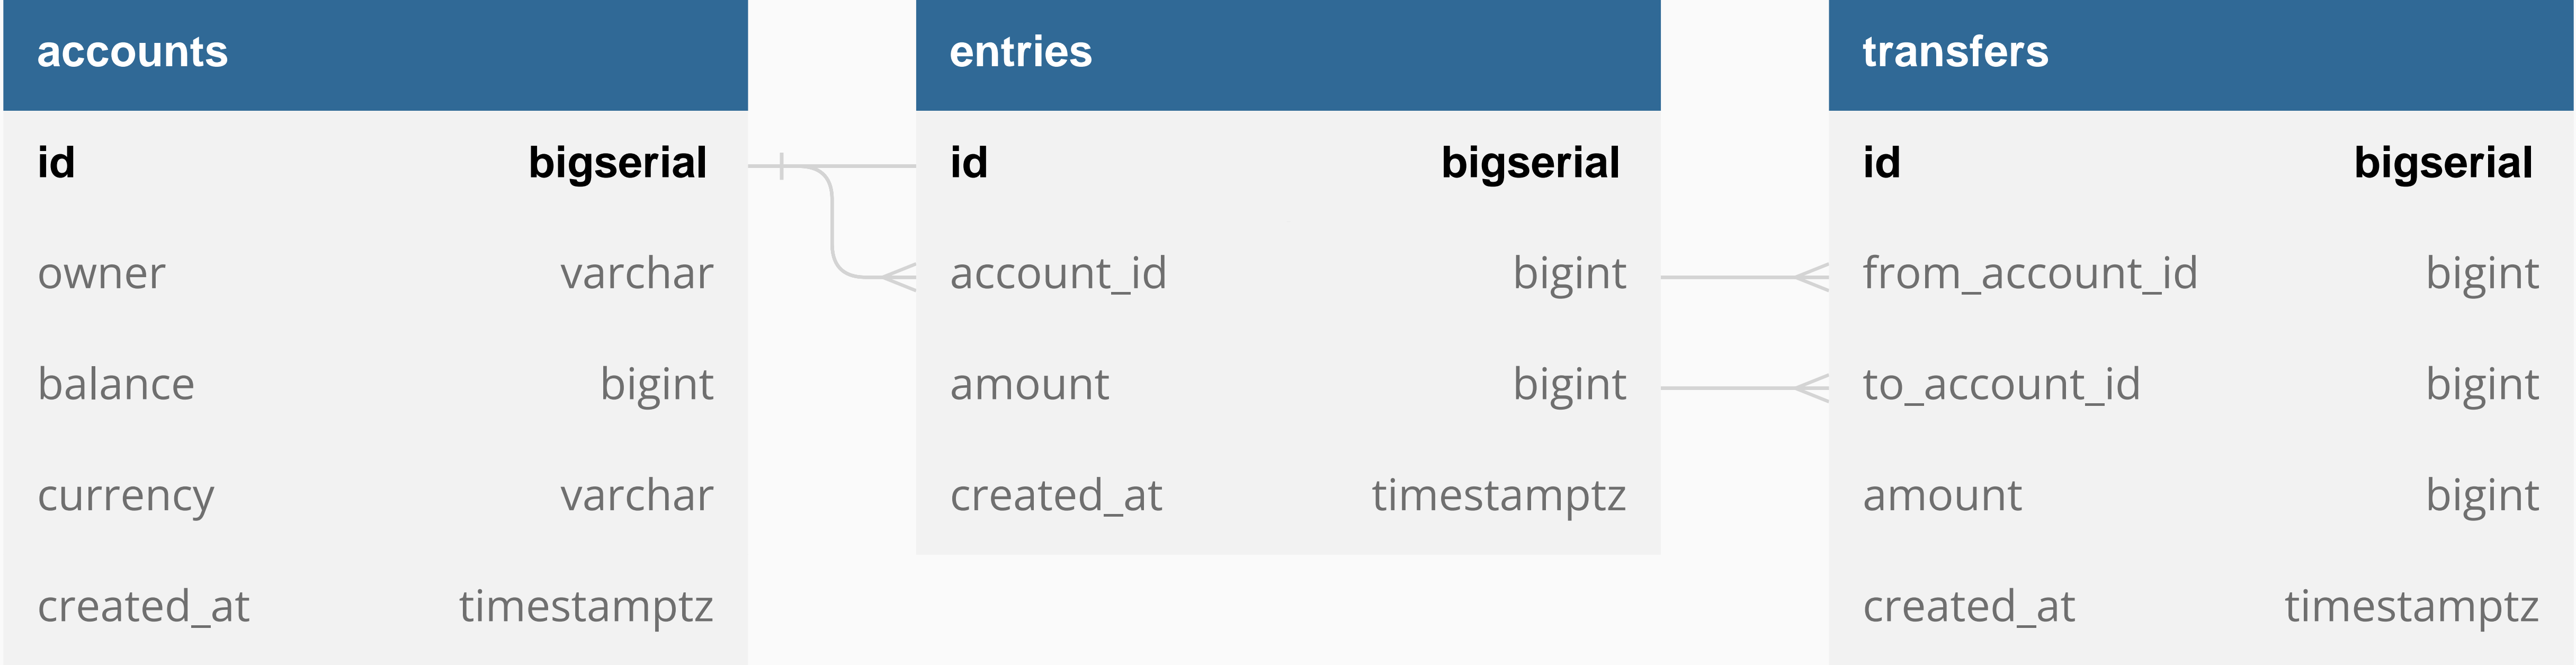 accounts
id bigserial
owner varchar
balance bigint
currency varchar
created_at timestamptz
entries
id bigserial
account_id bigint
amount bigint
created_at timestamptz
transfers
id bigserial
from_account_id bigint
to_account_id bigint
amount bigint
created_at timestamptz